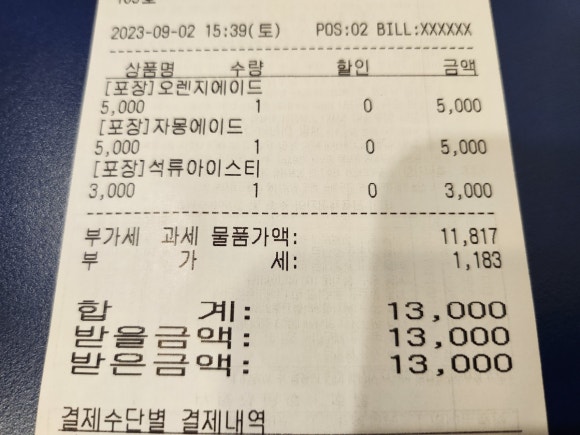 2023-09-02 15:39(토) POS:02 BILL:XXXXXX
상품명 수량 할인 금액
[포장]오렌지에이드
5,000 1 0 5,000
[포장]자몽에이드
5,000 1 0 5,000
[포장]석류아이스티
3,000 1 0 3,000
부가세 과세 물품가액: 11,817
부 가 세: 1,183
합 계: 13,000
받을금액: 13,000
받은금액: 13,000
결제수단별 결제내역